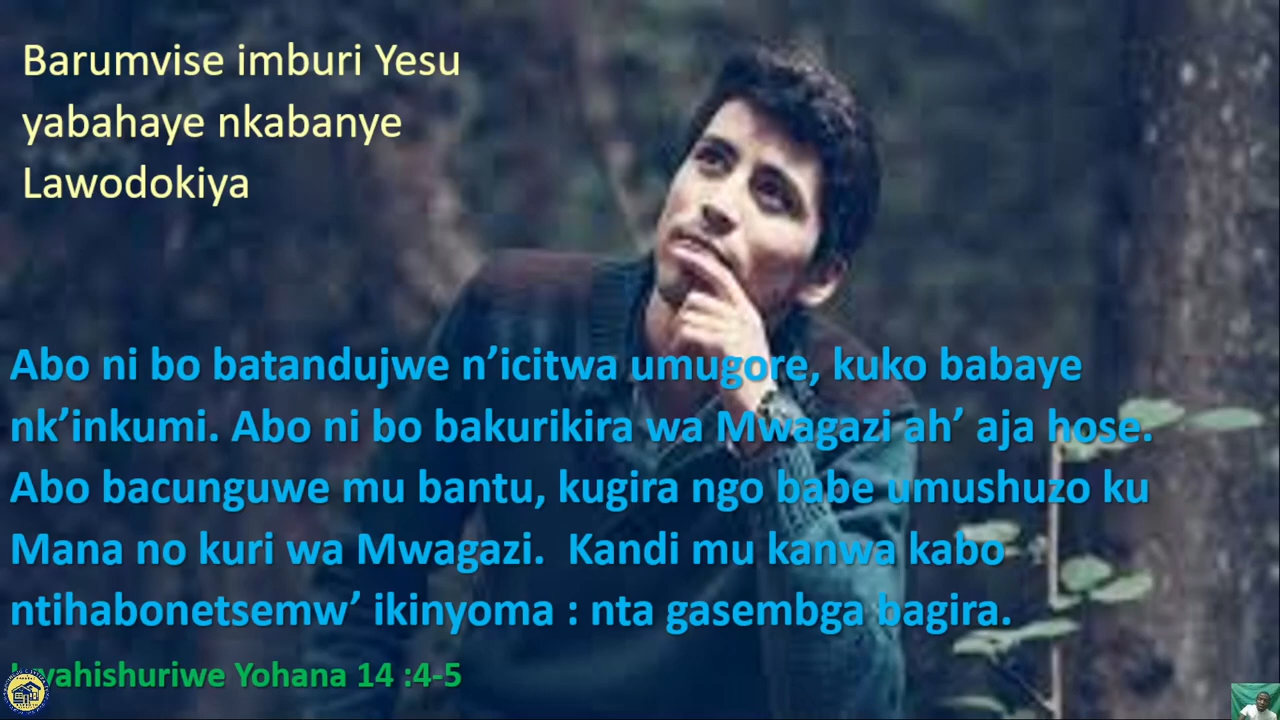 Barumvise imburi Yesu
yabahaye nkabanye
Lawodokiya
Abo ni bo batandujwe n’icitwa umugore, kuko babaye
nk’inkumi. Abo ni bo bakurikira wa Mwagazi ah’ aja hose.
Abo bacunguwe mu bantu, kugira ngo babe umushuzo ku
Mana no kuri wa Mwagazi. Kandi mu kanwa kabo
ntihabonetsemw’ ikinyoma : nta gasembga bagira.
Yohana 14 :4-5